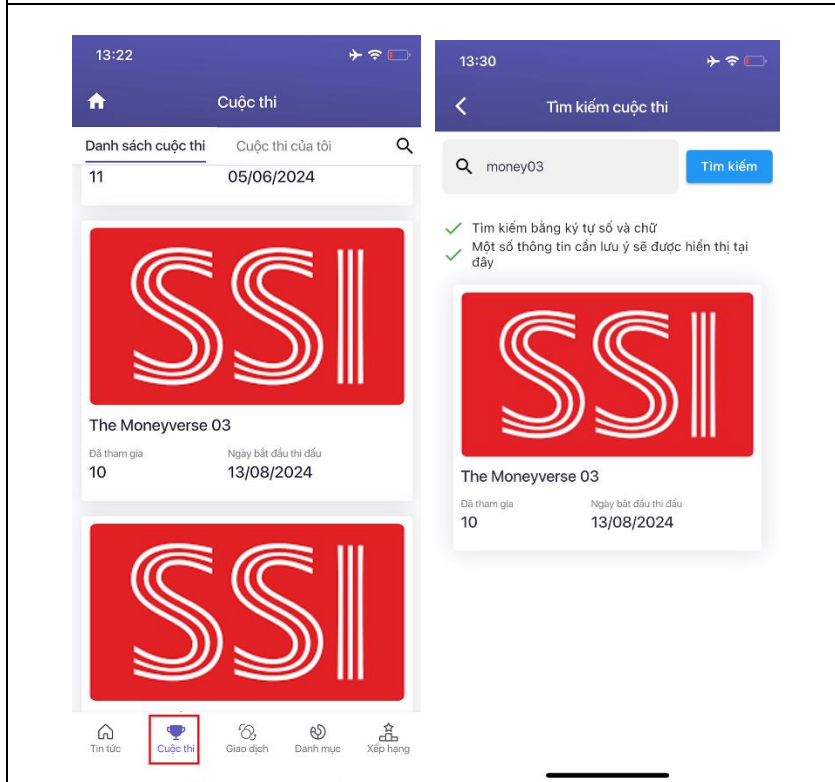 13:22
Cuộc thi
Danh sách cuộc thi
Cuộc thi của tôi
11
05/06/2024
SSI
The Moneyverse 03
Đã tham gia
Ngày bắt đầu thi đấu
10
13/08/2024
SSI
Tin tức
Cuộc thi
Giao dịch
Danh mục
Xếp hạng
13:30
Tìm kiếm cuộc thi
money03
Tìm kiếm
Tìm kiếm bằng ký tự số và chữ
Một số thông tin cần lưu ý sẽ được hiển thị tại
đây
SSI
The Moneyverse 03
Đã tham gia
Ngày bắt đầu thi đấu
10
13/08/2024